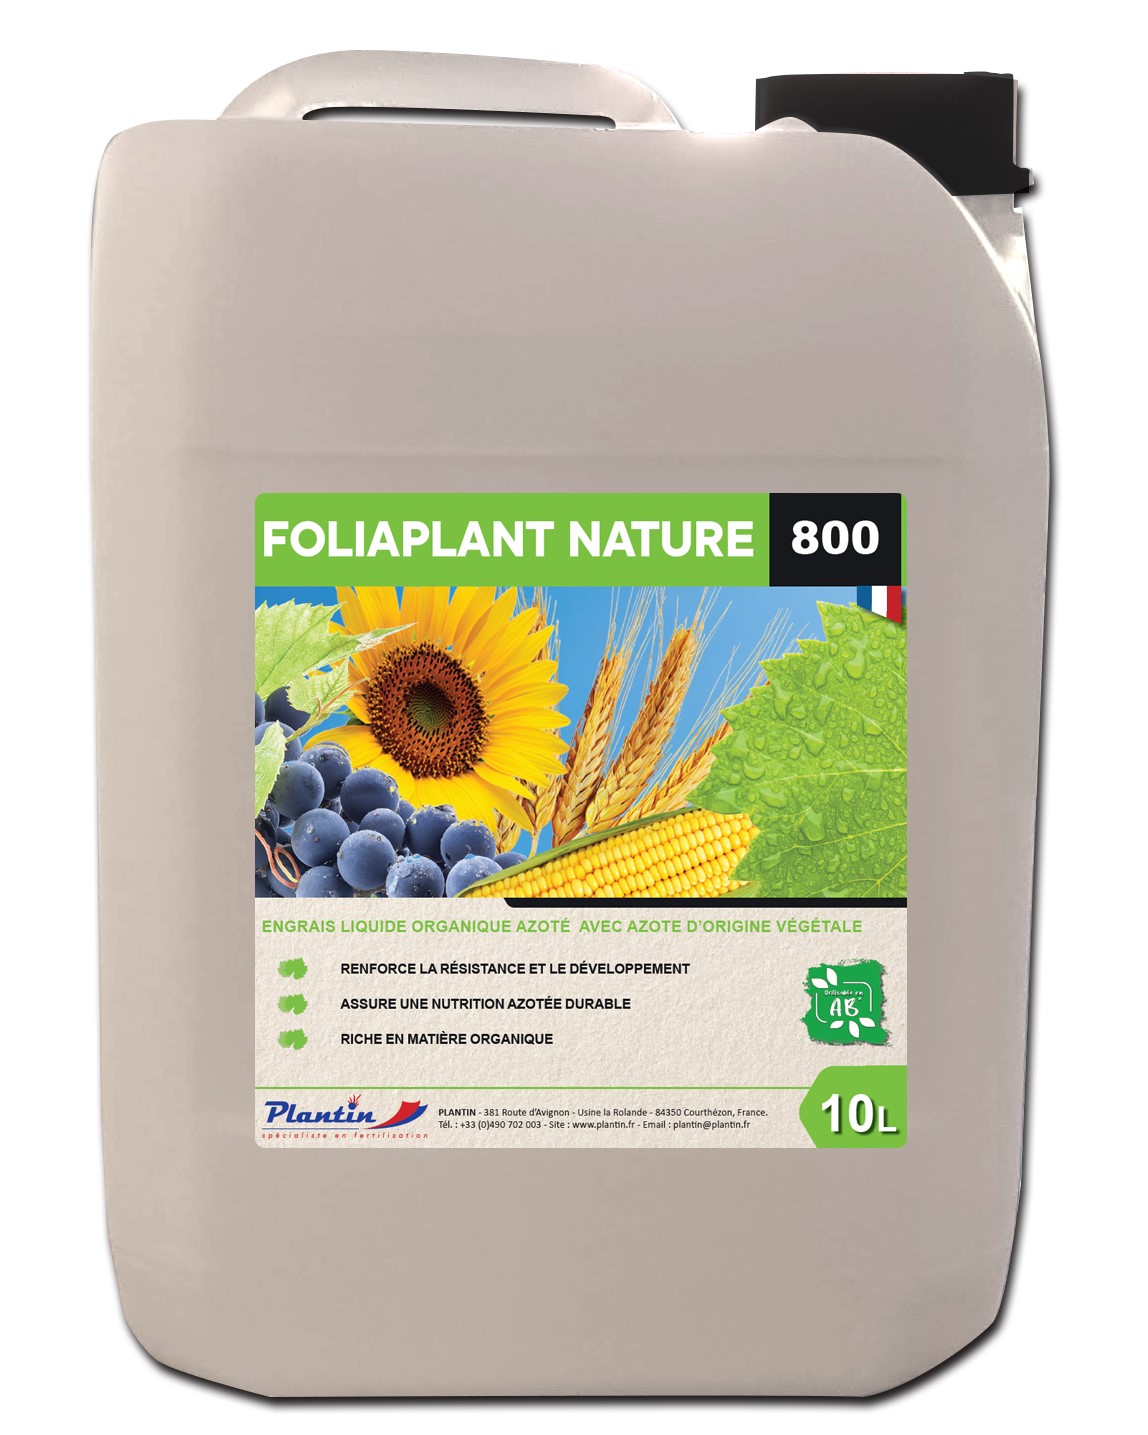 FOLIAPLANT NATURE 800
ENGRAIS LIQUIDE ORGANIQUE AZOTÉ AVEC AZOTE D'ORIGINE VÉGÉTALE
RENFORCE LA RÉSISTANCE ET LE DÉVELOPPEMENT
ASSURE UNE NUTRITION AZOTÉE DURABLE
RICHE EN MATIÈRE ORGANIQUE
Utilisable en
AB
Plantin
spécialiste en fertilisation
PLANTIN - 381 Route d'Avignon - Usine la Rolande - 84350 Courthézon, France.
Tél. : +33 (0)490 702 003 - Site : www.plantin.fr - Email : plantin@plantin.fr
10L